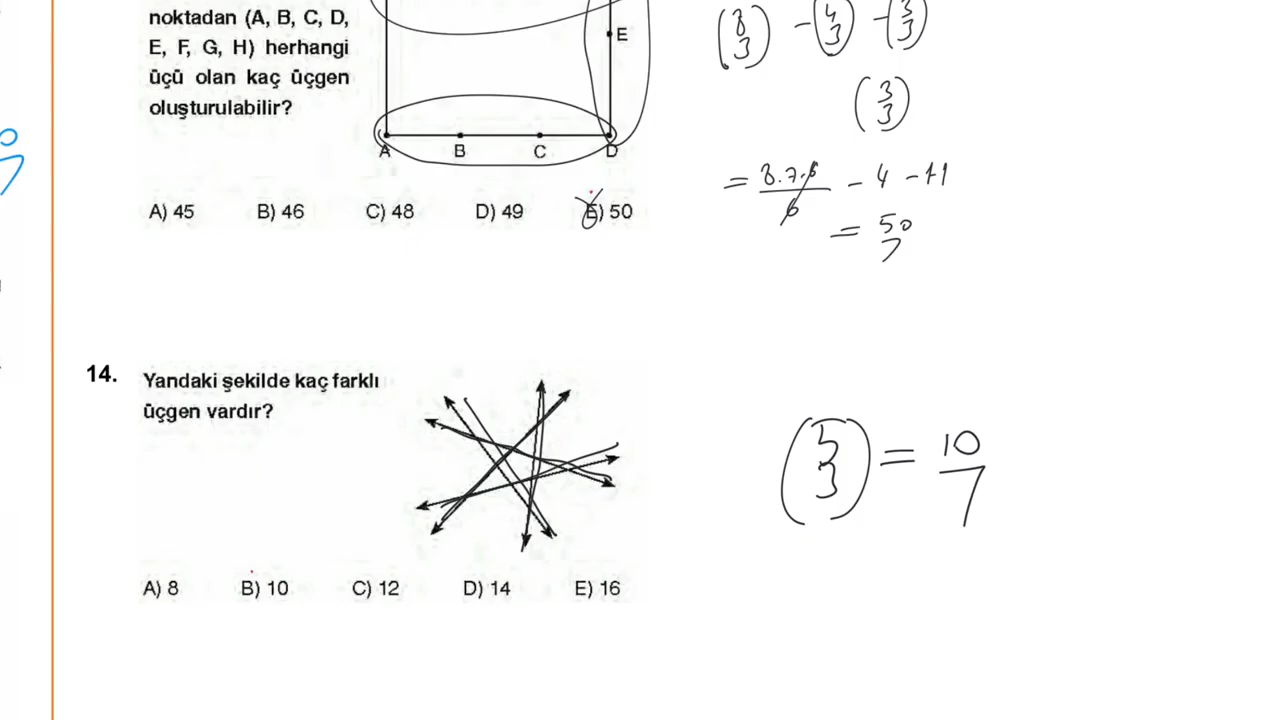 noktadan (A, B, C, D,
E, F, G, H) herhangi
üçü olan kaç üçgen
oluşturulabilir?
E
A B C D
A) 45 B) 46 C) 48 D) 49 E) 50
(8 3) - (4 3) - (3 3)
(3 3)
= 8.7.6 / 6 - 4 - 11
= 50
14. Yandaki şekilde kaç farklı
üçgen vardır?
(5 3) = 10
A) 8 B) 10 C) 12 D) 14 E) 16